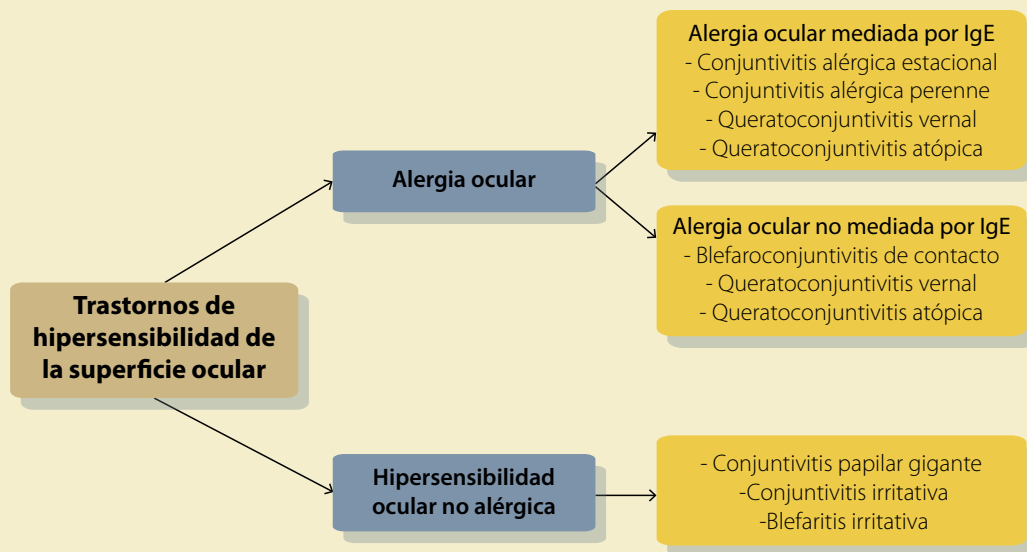 Trastornos de
hipersensibilidad de
la superficie ocular
Alergia ocular
Alergia ocular mediada por IgE
- Conjuntivitis alérgica estacional
- Conjuntivitis alérgica perenne
- Queratoconjuntivitis vernal
- Queratoconjuntivitis atópica
Alergia ocular no mediada por IgE
- Blefaroconjuntivitis de contacto
- Queratoconjuntivitis vernal
- Queratoconjuntivitis atópica
Hipersensibilidad
ocular no alérgica
- Conjuntivitis papilar gigante
-Conjuntivitis irritativa
-Blefaritis irritativa